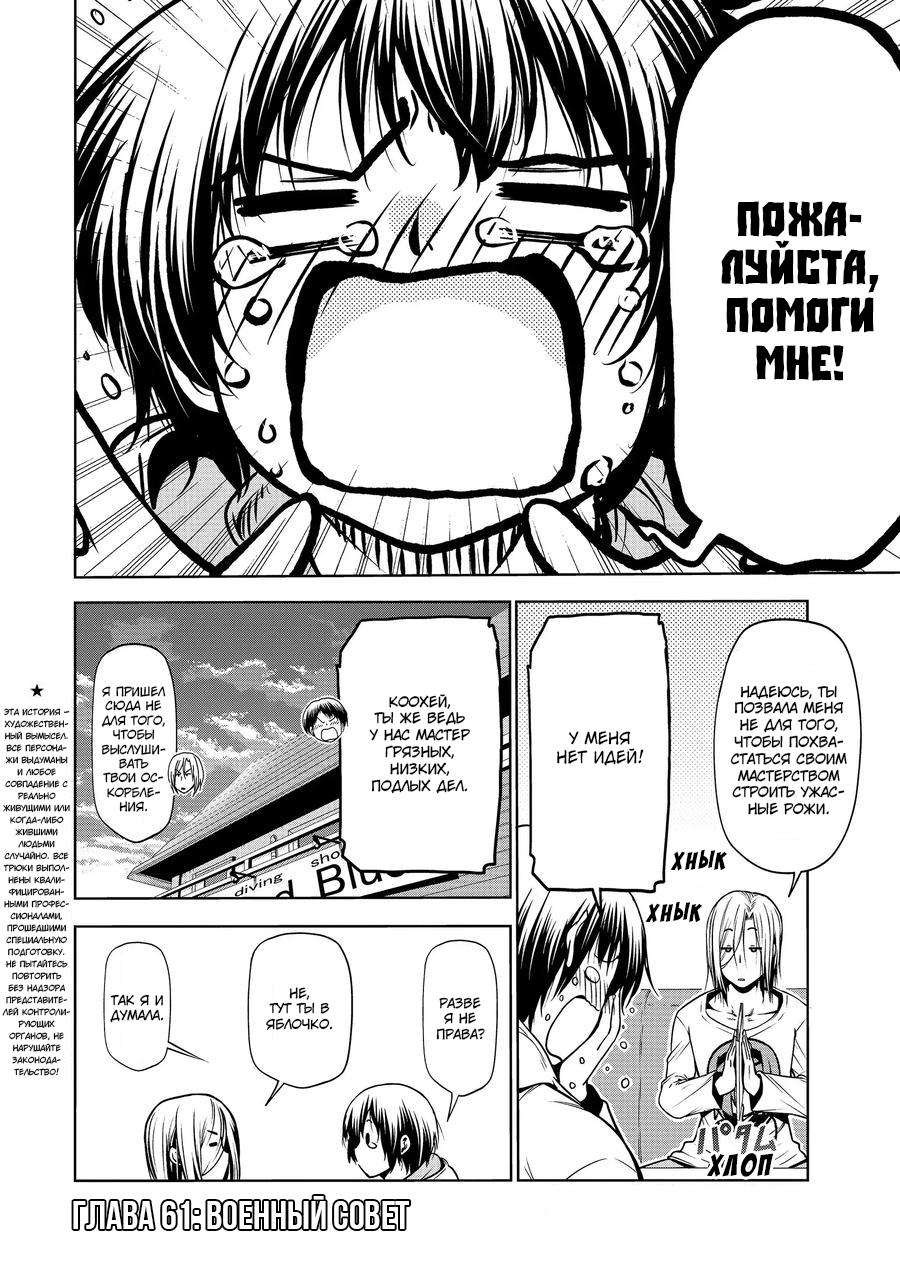 ПОЖА-
ЛУЙСТА,
ПОМОГИ
МНЕ!
НАДЕЮСЬ, ТЫ
ПОЗВАЛА МЕНЯ
НЕ ДЛЯ ТОГО,
ЧТОБЫ ПОХВА-
СТАТЬСЯ СВОИМ
МАСТЕРСТВОМ
СТРОИТЬ УЖАС-
НЫЕ РОЖИ.
У МЕНЯ
НЕТ ИДЕЙ!
ХНЫК
ХНЫК
パタム
ХЛОП
КООХЕЙ,
ТЫ ЖЕ ВЕДЬ
У НАС МАСТЕР
ГРЯЗНЫХ,
НИЗКИХ,
ПОДЛЫХ ДЕЛ.
Я ПРИШЕЛ
СЮДА НЕ
ДЛЯ ТОГО,
ЧТОБЫ
ВЫСЛУШИ-
ВАТЬ
ТВОИ ОС-
КОРБЛЕ-
НИЯ.
diving sho
d Blue
РАЗВЕ
Я НЕ
ПРАВА?
НЕ,
ТУТ ТЫ В
ЯБЛОЧКО.
ТАК Я И
ДУМАЛА.
★
ЭТА ИСТОРИЯ –
ХУДОЖЕСТВЕН-
НЫЙ ВЫМЫСЕЛ.
ВСЕ ПЕРСОНА-
ЖИ ВЫДУМАНЫ
И ЛЮБОЕ
СОВПАДЕНИЕ С
РЕАЛЬНО
ЖИВУЩИМИ ИЛИ
КОГДА-ЛИБО
ЖИВШИМИ
ЛЮДЬМИ
СЛУЧАЙНО. ВСЕ
ТРЮКИ ВЫПОЛ-
НЕНЫ КВАЛИ-
ФИЦИРОВАН-
НЫМИ ПРОФЕС-
СИОНАЛАМИ,
ПРОШЕДШИМИ
СПЕЦИАЛЬНУЮ
ПОДГОТОВКУ.
НЕ ПЫТАЙТЕСЬ
ПОВТОРИТЬ
БЕЗ НАДЗОРА
ПРЕДСТАВИТЕ-
ЛЕЙ КОНТРОЛИ-
РУЮЩИХ
ОРГАНОВ, НЕ
НАРУШАЙТЕ
ЗАКОНОДА-
ТЕЛЬСТВО!
ГЛАВА 61: ВОЕННЫЙ СОВЕТ